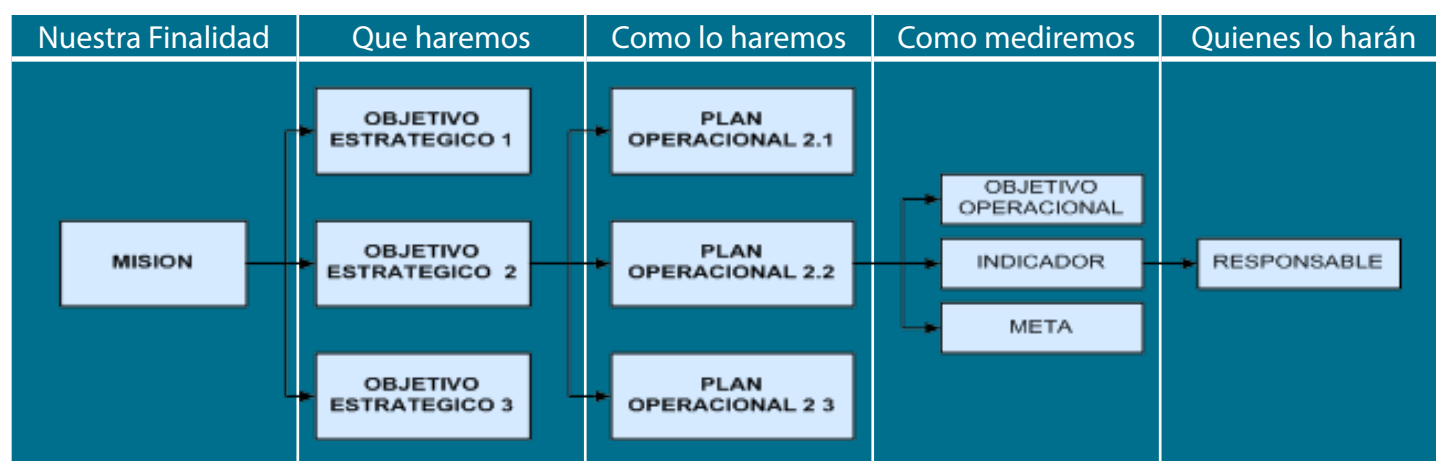 Nuestra Finalidad
Que haremos
Como lo haremos
Como mediremos
Quienes lo harán
MISION
OBJETIVO
ESTRATEGICO 1
OBJETIVO
ESTRATEGICO 2
OBJETIVO
ESTRATEGICO 3
PLAN
OPERACIONAL 2.1
PLAN
OPERACIONAL 2.2
PLAN
OPERACIONAL 2 3
OBJETIVO
OPERACIONAL
INDICADOR
META
RESPONSABLE